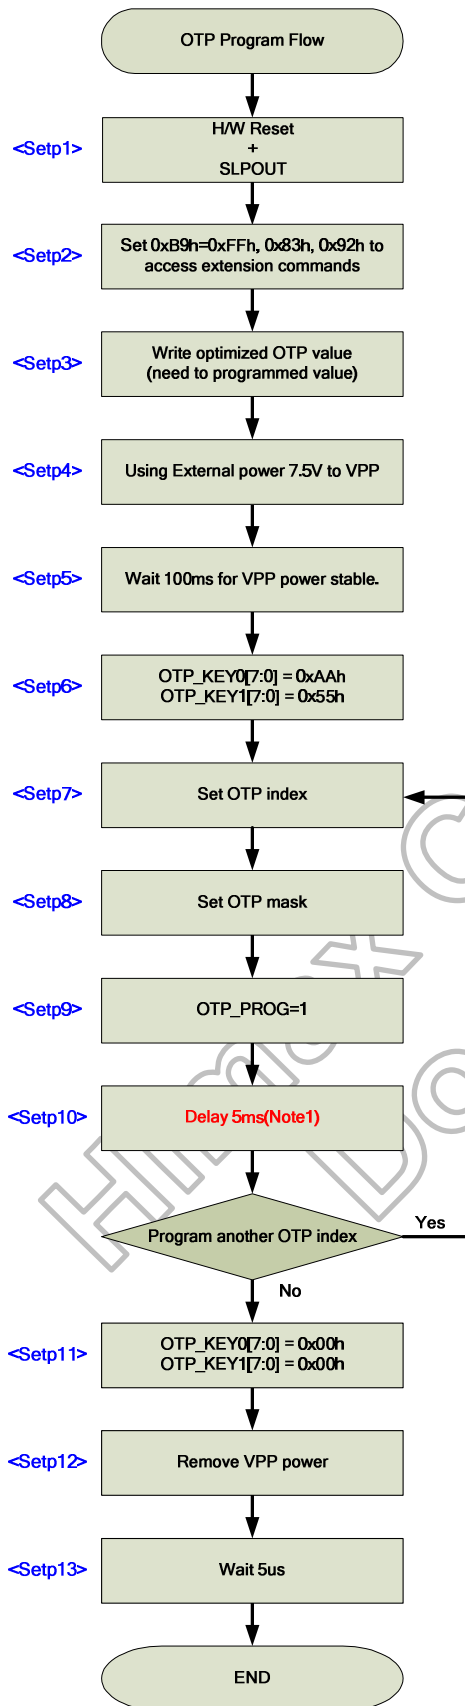 OTP Program Flow
<Setp1>
H/W Reset
+
SLPOUT
<Setp2>
Set 0xB9h=0xFFh, 0x83h, 0x92h to
access extension commands
<Setp3>
Write optimized OTP value
(need to programmed value)
<Setp4>
Using External power 7.5V to VPP
<Setp5>
Wait 100ms for VPP power stable.
<Setp6>
OTP_KEY0[7:0] = 0xAAh
OTP_KEY1[7:0] = 0x55h
<Setp7>
Set OTP index
<Setp8>
Set OTP mask
<Setp9>
OTP_PROG=1
<Setp10>
Delay 5ms(Note1)
Program another OTP index
Yes
No
<Setp11>
OTP_KEY0[7:0] = 0x00h
OTP_KEY1[7:0] = 0x00h
<Setp12>
Remove VPP power
<Setp13>
Wait 5us
END
Himax C
Do